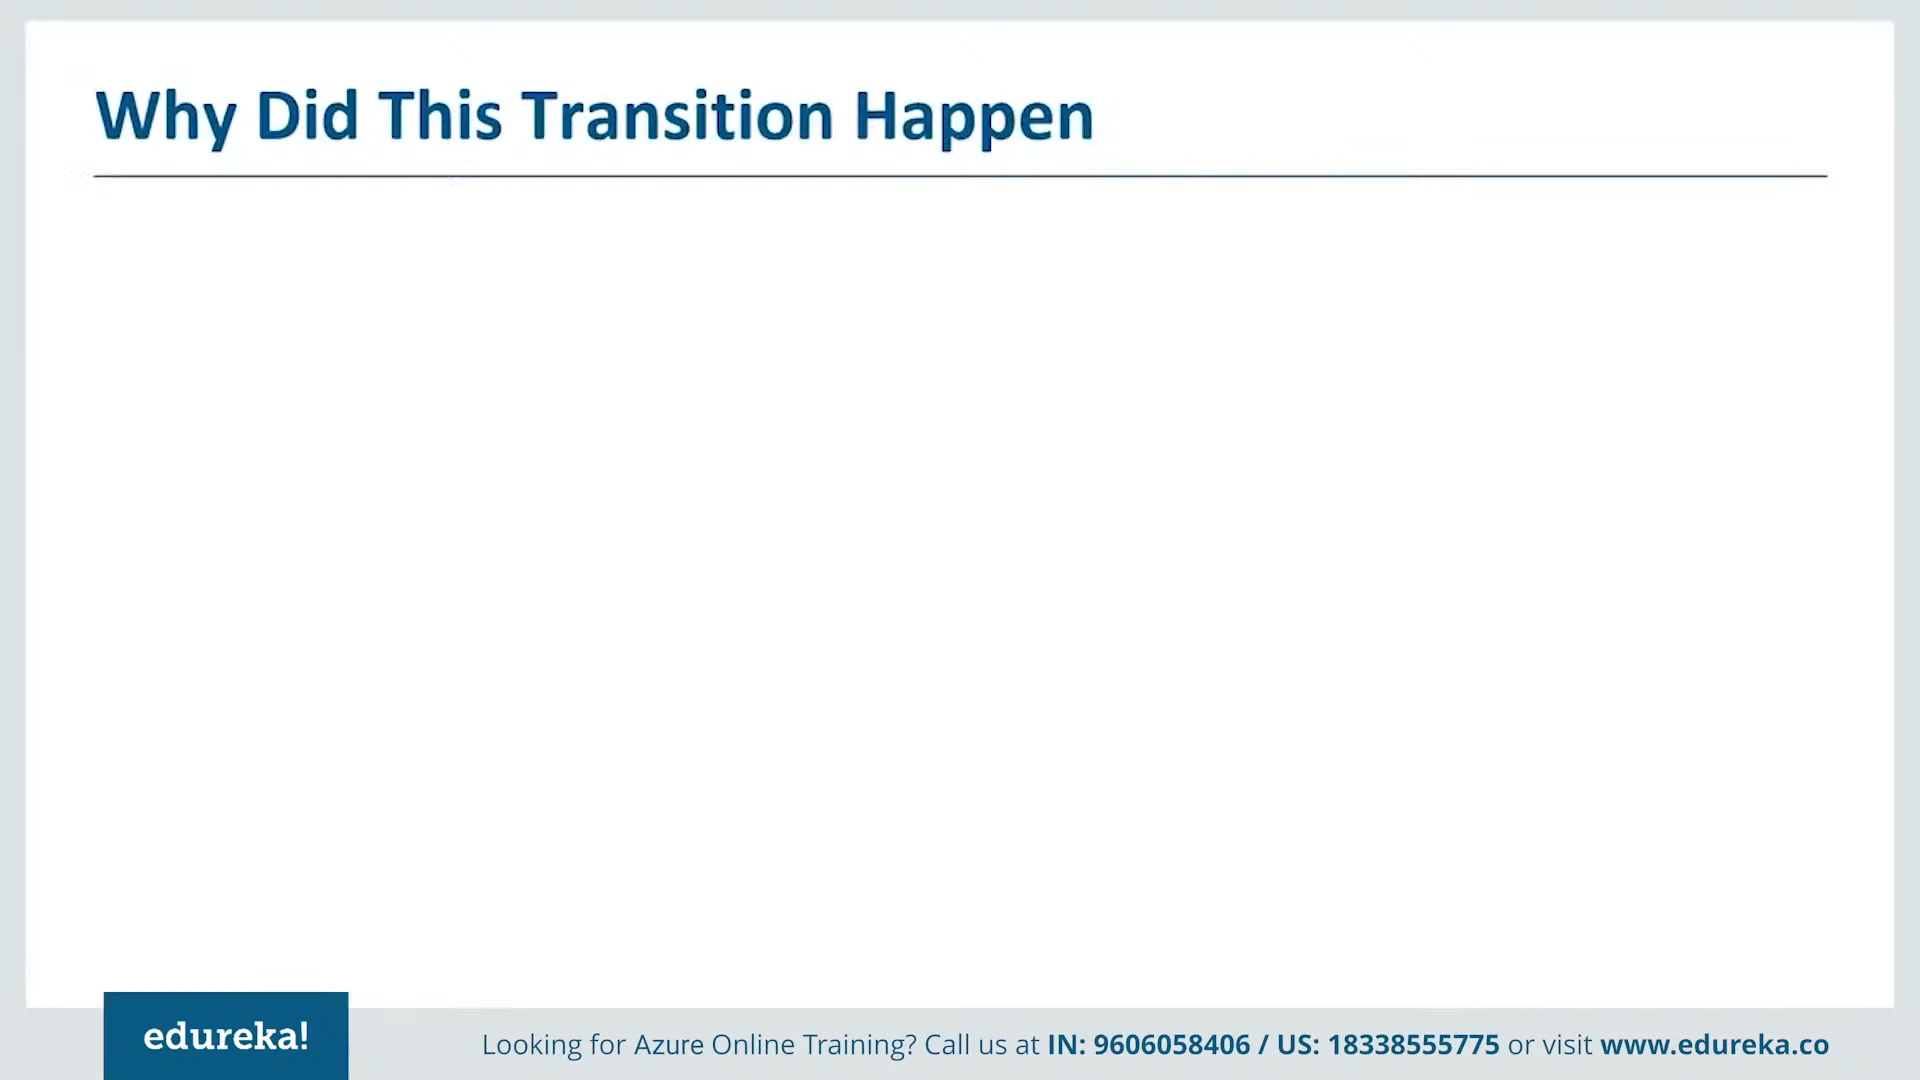 Why Did This Transition Happen
edureka!
Looking for Azure Online Training? Call us at IN: 9606058406 / US: 18338555775 or visit www.edureka.co